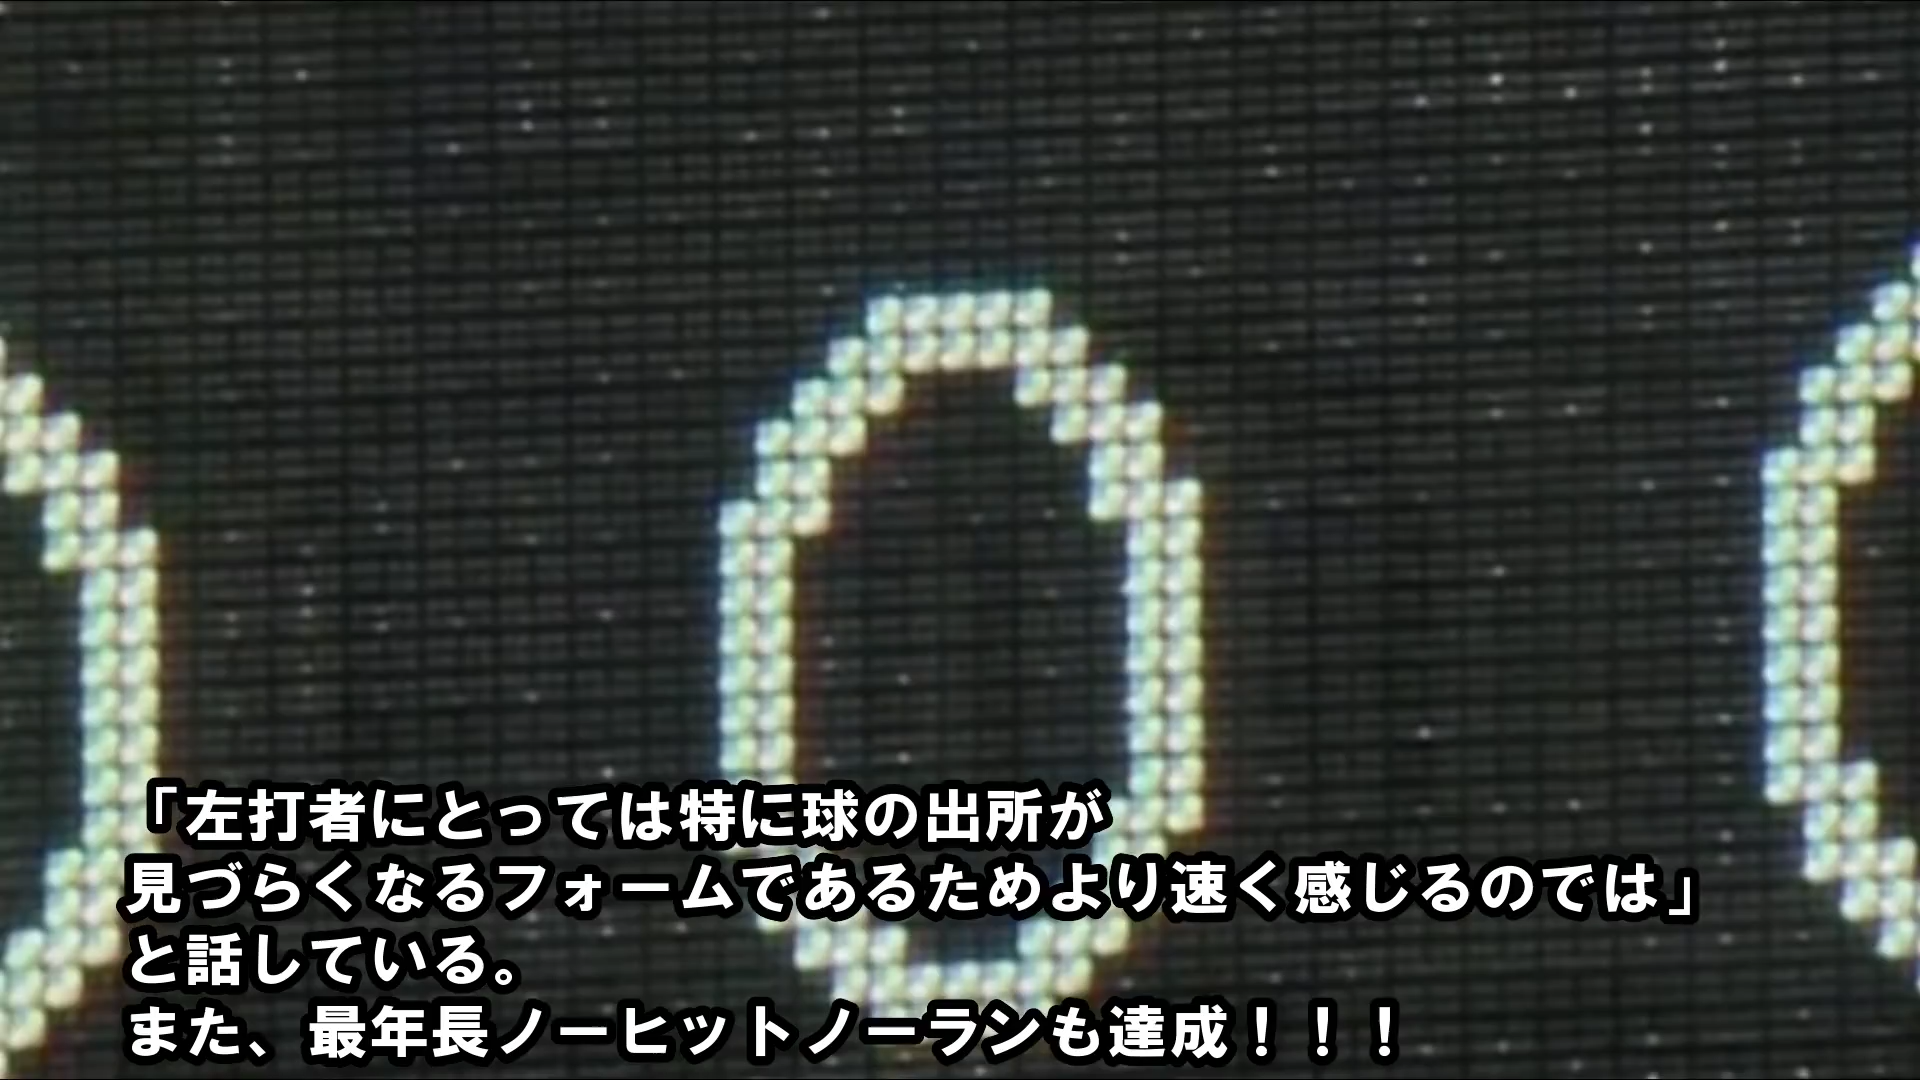 0
「左打者にとっては特に球の出所が
見づらくなるフォームであるためより速く感じるのでは」
と話している。
また、最年長ノーヒットノーランも達成！！！